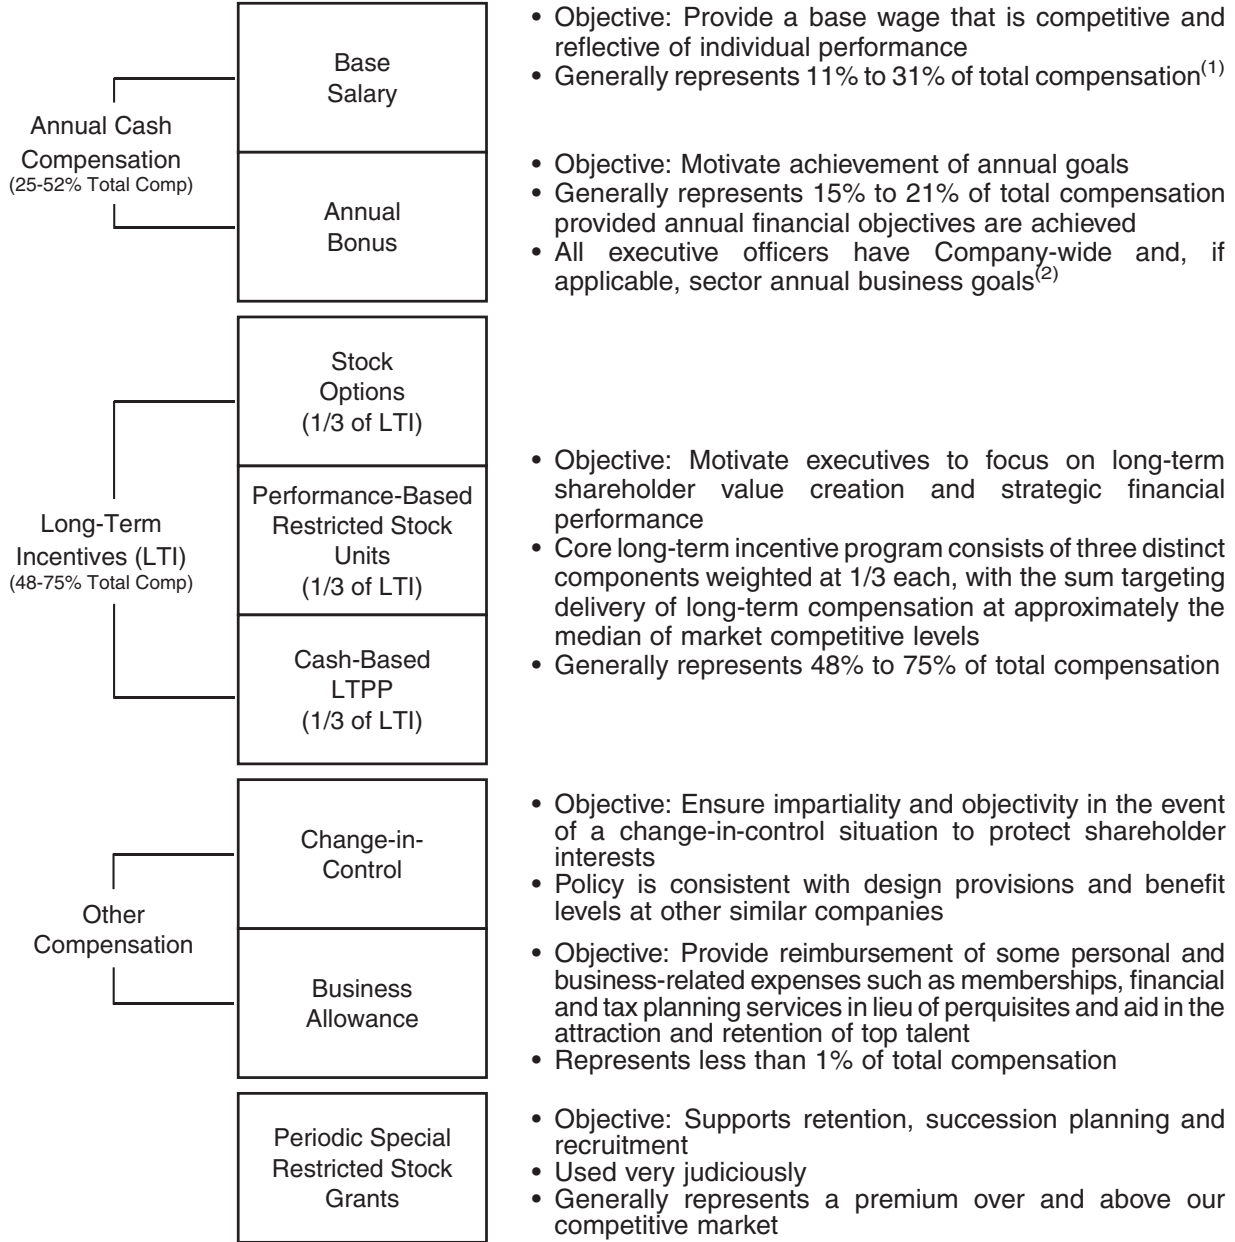 Annual Cash
Compensation
(25-52% Total Comp)
Base
Salary
• Objective: Provide a base wage that is competitive and
reflective of individual performance
• Generally represents 11% to 31% of total compensation(1)
Annual
Bonus
• Objective: Motivate achievement of annual goals
• Generally represents 15% to 21% of total compensation
provided annual financial objectives are achieved
• All executive officers have Company-wide and, if
applicable, sector annual business goals(2)
Long-Term
Incentives (LTI)
(48-75% Total Comp)
Stock
Options
(1/3 of LTI)
Performance-Based
Restricted Stock
Units
(1/3 of LTI)
Cash-Based
LTPP
(1/3 of LTI)
• Objective: Motivate executives to focus on long-term
shareholder value creation and strategic financial
performance
• Core long-term incentive program consists of three distinct
components weighted at 1/3 each, with the sum targeting
delivery of long-term compensation at approximately the
median of market competitive levels
• Generally represents 48% to 75% of total compensation
Other
Compensation
Change-in-
Control
• Objective: Ensure impartiality and objectivity in the event
of a change-in-control situation to protect shareholder
interests
• Policy is consistent with design provisions and benefit
levels at other similar companies
Business
Allowance
• Objective: Provide reimbursement of some personal and
business-related expenses such as memberships, financial
and tax planning services in lieu of perquisites and aid in the
attraction and retention of top talent
• Represents less than 1% of total compensation
Periodic Special
Restricted Stock
Grants
• Objective: Supports retention, succession planning and
recruitment
• Used very judiciously
• Generally represents a premium over and above our
competitive market